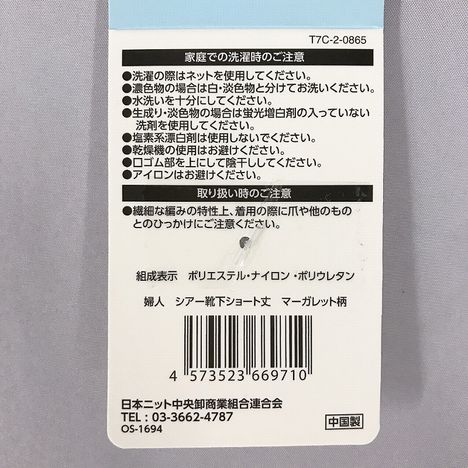 T7C-2-0865
家庭での洗濯時のご注意
●洗濯の際はネットを使用してください。
●濃色物の場合は白・淡色物と分けてお洗いください。
●水洗いを十分にしてください。
●生成り・淡色物の場合は蛍光増白剤の入っていない
洗剤を使用してください。
●塩素系漂白剤は使用しないでください。
●乾燥機の使用はお避けください。
●口ゴム部を上にして陰干ししてください。
●アイロンはお避けください。
取り扱い時のご注意
●繊細な編みの特性上、着用の際に爪や他のもの
とのひっかけにご注意ください。
組成表示 ポリエステル・ナイロン・ポリウレタン
婦人 シアー靴下ショート丈 マーガレット柄
4 573523 669710
日本ニット中央卸商業組合連合会
TEL : 03-3662-4787
OS-1694
中国製